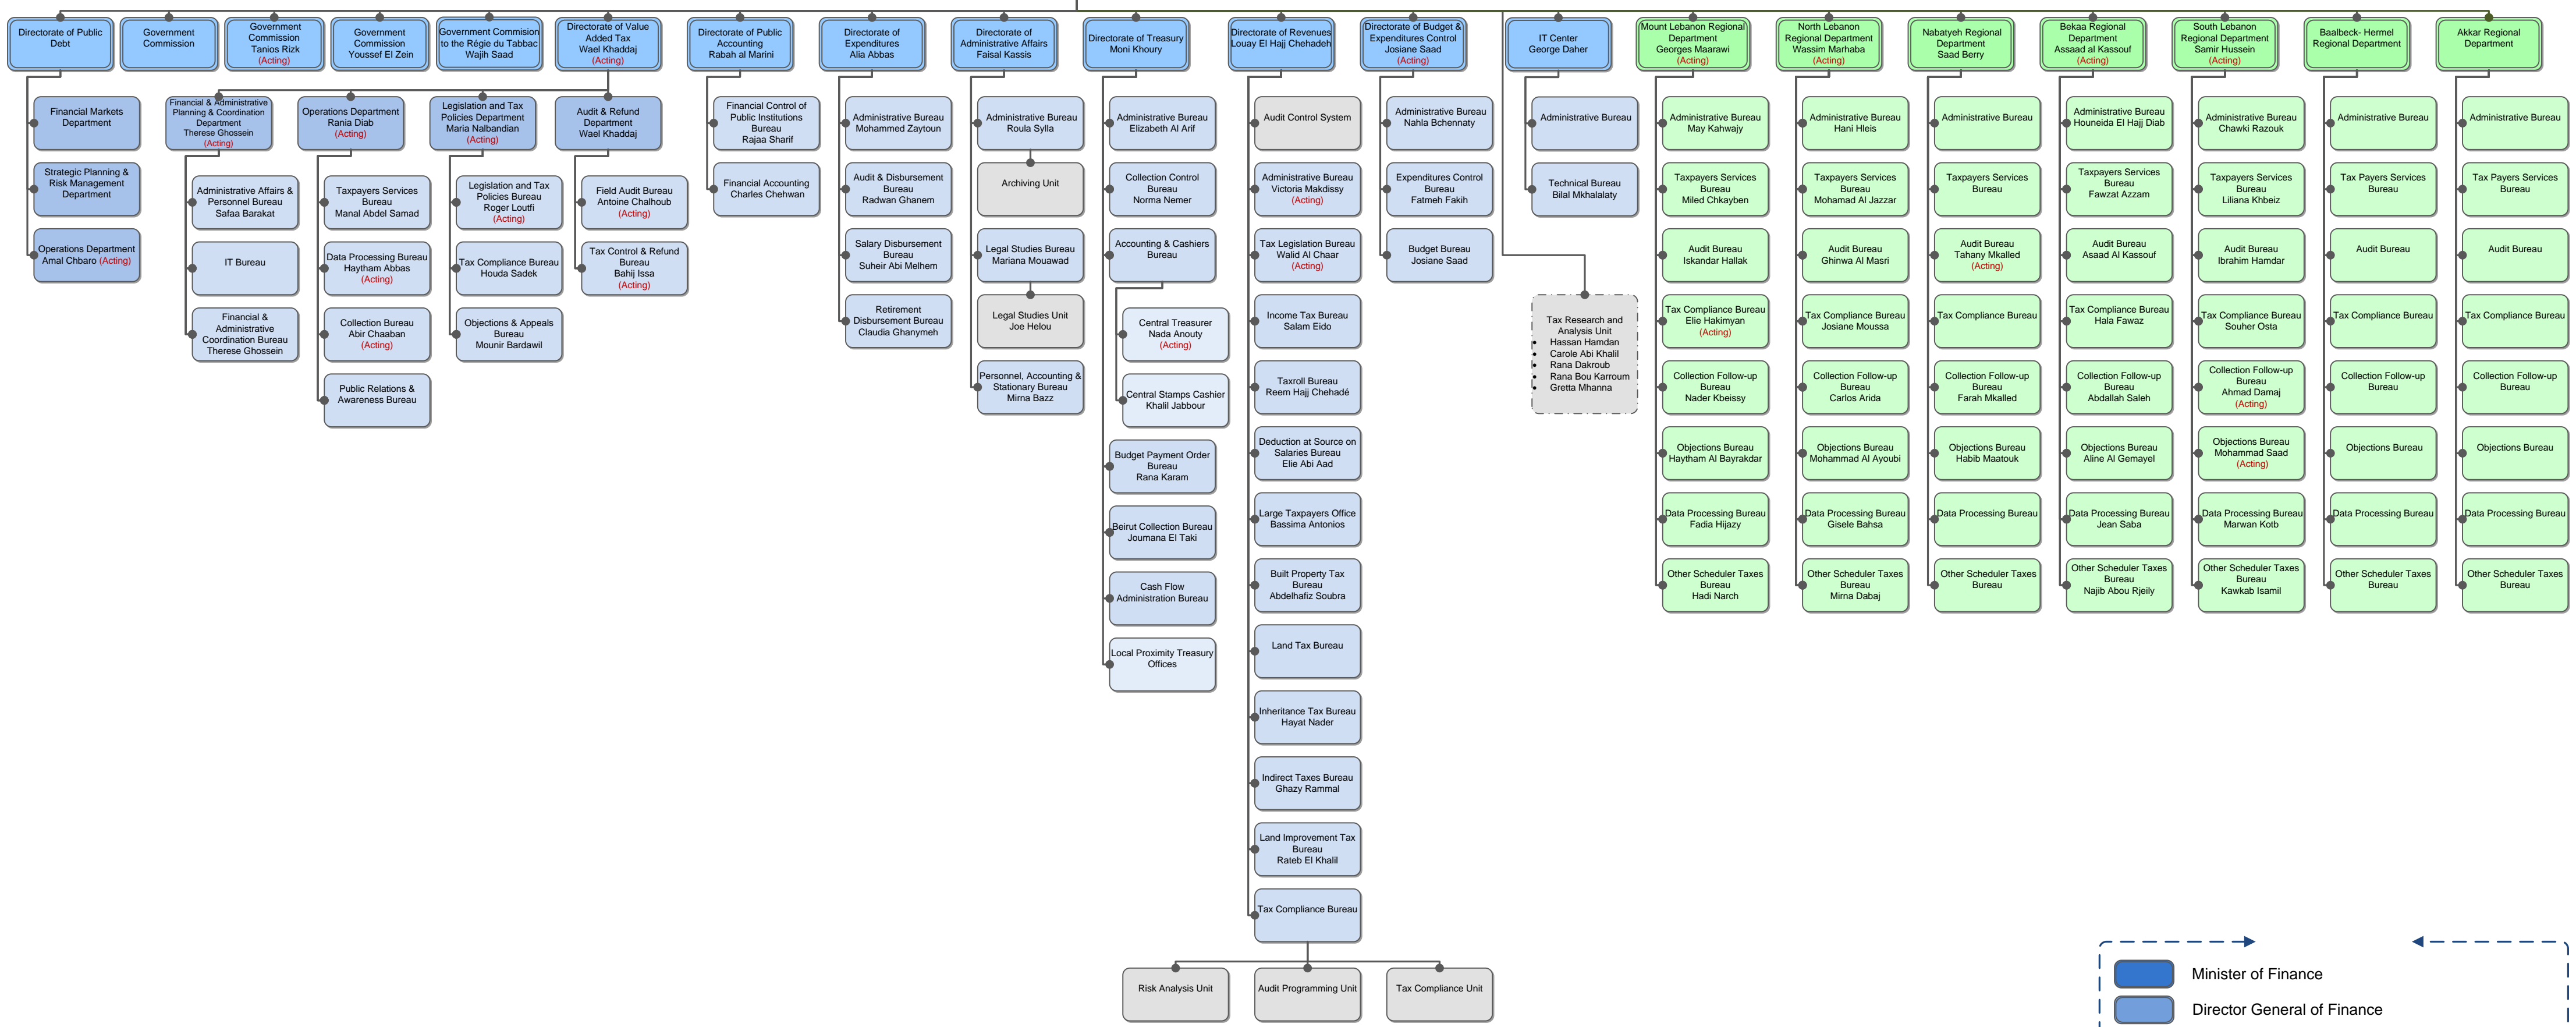 Directorate of Public
Debt
Government
Commission
Government
Commission
Tanios Rizk
(Acting)
Government
Commission
Youssef El Zein
Government Commision
to the Régie du Tabbac
Wajih Saad
Directorate of Value
Added Tax
Wael Khaddaj
(Acting)
Directorate of Public
Accounting
Rabah al Marini
Directorate of
Expenditures
Alia Abbas
Directorate of
Administrative Affairs
Faisal Kassis
Directorate of Treasury
Moni Khoury
Directorate of Revenues
Louay El Hajj Chehadeh
Directorate of Budget &
Expenditures Control
Josiane Saad
(Acting)
IT Center
George Daher
Mount Lebanon Regional
Department
Georges Maarawi
(Acting)
North Lebanon
Regional Department
Wassim Marhaba
(Acting)
Nabatyeh Regional
Department
Saad Berry
Bekaa Regional
Department
Assaad al Kassouf
(Acting)
South Lebanon
Regional Department
Samir Hussein
(Acting)
Baalbeck- Hermel
Regional Department
Akkar Regional
Department
Financial Markets
Department
Strategic Planning &
Risk Management
Department
Operations Department
Amal Chbaro (Acting)
Financial & Administrative
Planning & Coordination
Department
Therese Ghossein
(Acting)
Administrative Affairs &
Personnel Bureau
Safaa Barakat
IT Bureau
Financial &
Administrative
Coordination Bureau
Therese Ghossein
Operations Department
Rania Diab
(Acting)
Taxpayers Services
Bureau
Manal Abdel Samad
Data Processing Bureau
Haytham Abbas
(Acting)
Collection Bureau
Abir Chaaban
(Acting)
Public Relations &
Awareness Bureau
Legislation and Tax
Policies Department
Maria Nalbandian
(Acting)
Legislation and Tax
Policies Bureau
Roger Loutfi
(Acting)
Tax Compliance Bureau
Houda Sadek
Objections & Appeals
Bureau
Mounir Bardawil
Audit & Refund
Department
Wael Khaddaj
Field Audit Bureau
Antoine Chalhoub
(Acting)
Tax Control & Refund
Bureau
Bahij Issa
(Acting)
Financial Control of
Public Institutions
Bureau
Rajaa Sharif
Financial Accounting
Charles Chehwan
Administrative Bureau
Mohammed Zaytoun
Audit & Disbursement
Bureau
Radwan Ghanem
Salary Disbursement
Bureau
Suheir Abi Melhem
Retirement
Disbursement Bureau
Claudia Ghanymeh
Administrative Bureau
Roula Sylla
Archiving Unit
Legal Studies Bureau
Mariana Mouawad
Legal Studies Unit
Joe Helou
Personnel, Accounting &
Stationary Bureau
Mirna Bazz
Administrative Bureau
Elizabeth Al Arif
Collection Control
Bureau
Norma Nemer
Accounting & Cashiers
Bureau
Central Treasurer
Nada Anouty
(Acting)
Central Stamps Cashier
Khalil Jabbour
Budget Payment Order
Bureau
Rana Karam
Beirut Collection Bureau
Joumana El Taki
Cash Flow
Administration Bureau
Local Proximity Treasury
Offices
Audit Control System
Administrative Bureau
Victoria Makdissy
(Acting)
Tax Legislation Bureau
Walid Al Chaar
(Acting)
Income Tax Bureau
Salam Eido
Taxroll Bureau
Reem Hajj Chehadé
Deduction at Source on
Salaries Bureau
Elie Abi Aad
Large Taxpayers Office
Bassima Antonios
Built Property Tax
Bureau
Abdelhafiz Soubra
Land Tax Bureau
Inheritance Tax Bureau
Hayat Nader
Indirect Taxes Bureau
Ghazy Rammal
Land Improvement Tax
Bureau
Rateb El Khalil
Tax Compliance Bureau
Risk Analysis Unit
Audit Programming Unit
Tax Compliance Unit
Administrative Bureau
Nahla Bchennaty
Expenditures Control
Bureau
Fatmeh Fakih
Budget Bureau
Josiane Saad
Administrative Bureau
Technical Bureau
Bilal Mkhalalaty
Tax Research and
Analysis Unit
• Hassan Hamdan
• Carole Abi Khalil
• Rana Dakroub
• Rana Bou Karroum
• Gretta Mhanna
Administrative Bureau
May Kahwajy
Taxpayers Services
Bureau
Miled Chkayben
Audit Bureau
Iskandar Hallak
Tax Compliance Bureau
Elie Hakimyan
(Acting)
Collection Follow-up
Bureau
Nader Kbeissy
Objections Bureau
Haytham Al Bayrakdar
Data Processing Bureau
Fadia Hijazy
Other Scheduler Taxes
Bureau
Hadi Narch
Administrative Bureau
Hani Hleis
Taxpayers Services
Bureau
Mohamad Al Jazzar
Audit Bureau
Ghinwa Al Masri
Tax Compliance Bureau
Josiane Moussa
Collection Follow-up
Bureau
Carlos Arida
Objections Bureau
Mohammad Al Ayoubi
Data Processing Bureau
Gisele Bahsa
Other Scheduler Taxes
Bureau
Mirna Dabaj
Administrative Bureau
Taxpayers Services
Bureau
Audit Bureau
Tahany Mkalled
(Acting)
Tax Compliance Bureau
Collection Follow-up
Bureau
Farah Mkalled
Objections Bureau
Habib Maatouk
Data Processing Bureau
Other Scheduler Taxes
Bureau
Administrative Bureau
Houneida El Hajj Diab
Taxpayers Services
Bureau
Fawzat Azzam
Audit Bureau
Asaad Al Kassouf
Tax Compliance Bureau
Hala Fawaz
Collection Follow-up
Bureau
Abdallah Saleh
Objections Bureau
Aline Al Gemayel
Data Processing Bureau
Jean Saba
Other Scheduler Taxes
Bureau
Najib Abou Rjeily
Administrative Bureau
Chawki Razouk
Taxpayers Services
Bureau
Liliana Khbeiz
Audit Bureau
Ibrahim Hamdar
Tax Compliance Bureau
Souher Osta
Collection Follow-up
Bureau
Ahmad Damaj
(Acting)
Objections Bureau
Mohammad Saad
(Acting)
Data Processing Bureau
Marwan Kotb
Other Scheduler Taxes
Bureau
Kawkab Isamil
Administrative Bureau
Tax Payers Services
Bureau
Audit Bureau
Tax Compliance Bureau
Collection Follow-up
Bureau
Objections Bureau
Data Processing Bureau
Other Scheduler Taxes
Bureau
Administrative Bureau
Tax Payers Services
Bureau
Audit Bureau
Tax Compliance Bureau
Collection Follow-up
Bureau
Objections Bureau
Data Processing Bureau
Other Scheduler Taxes
Bureau
Minister of Finance
Director General of Finance